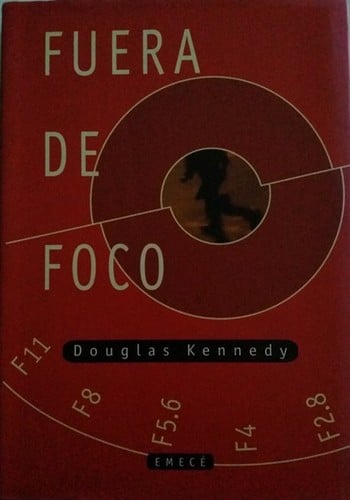 FUERA
DE
FOCO
Douglas Kennedy
F11
F8
F5.6
F4
F2.8
EMECÉ